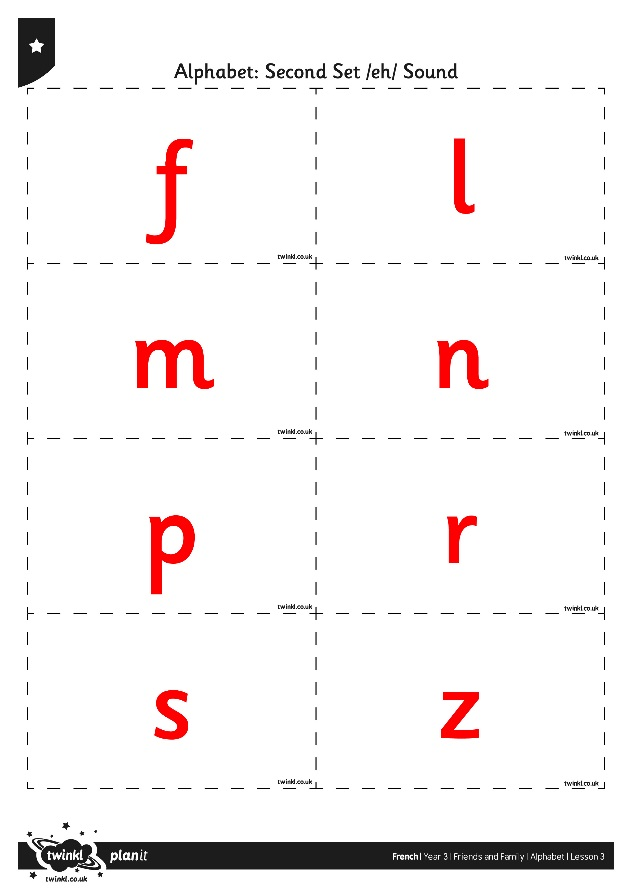 Alphabet: Second Set /eh/ Sound
f
l
twinkl.co.uk
twinkl.co.uk
m
n
twinkl.co.uk
twinkl.co.uk
p
r
twinkl.co.uk
twinkl.co.uk
s
z
twinkl.co.uk
twinkl.co.uk
twinkl planit
twinkl.co.uk
French | Year 3 | Friends and Family | Alphabet | Lesson 3